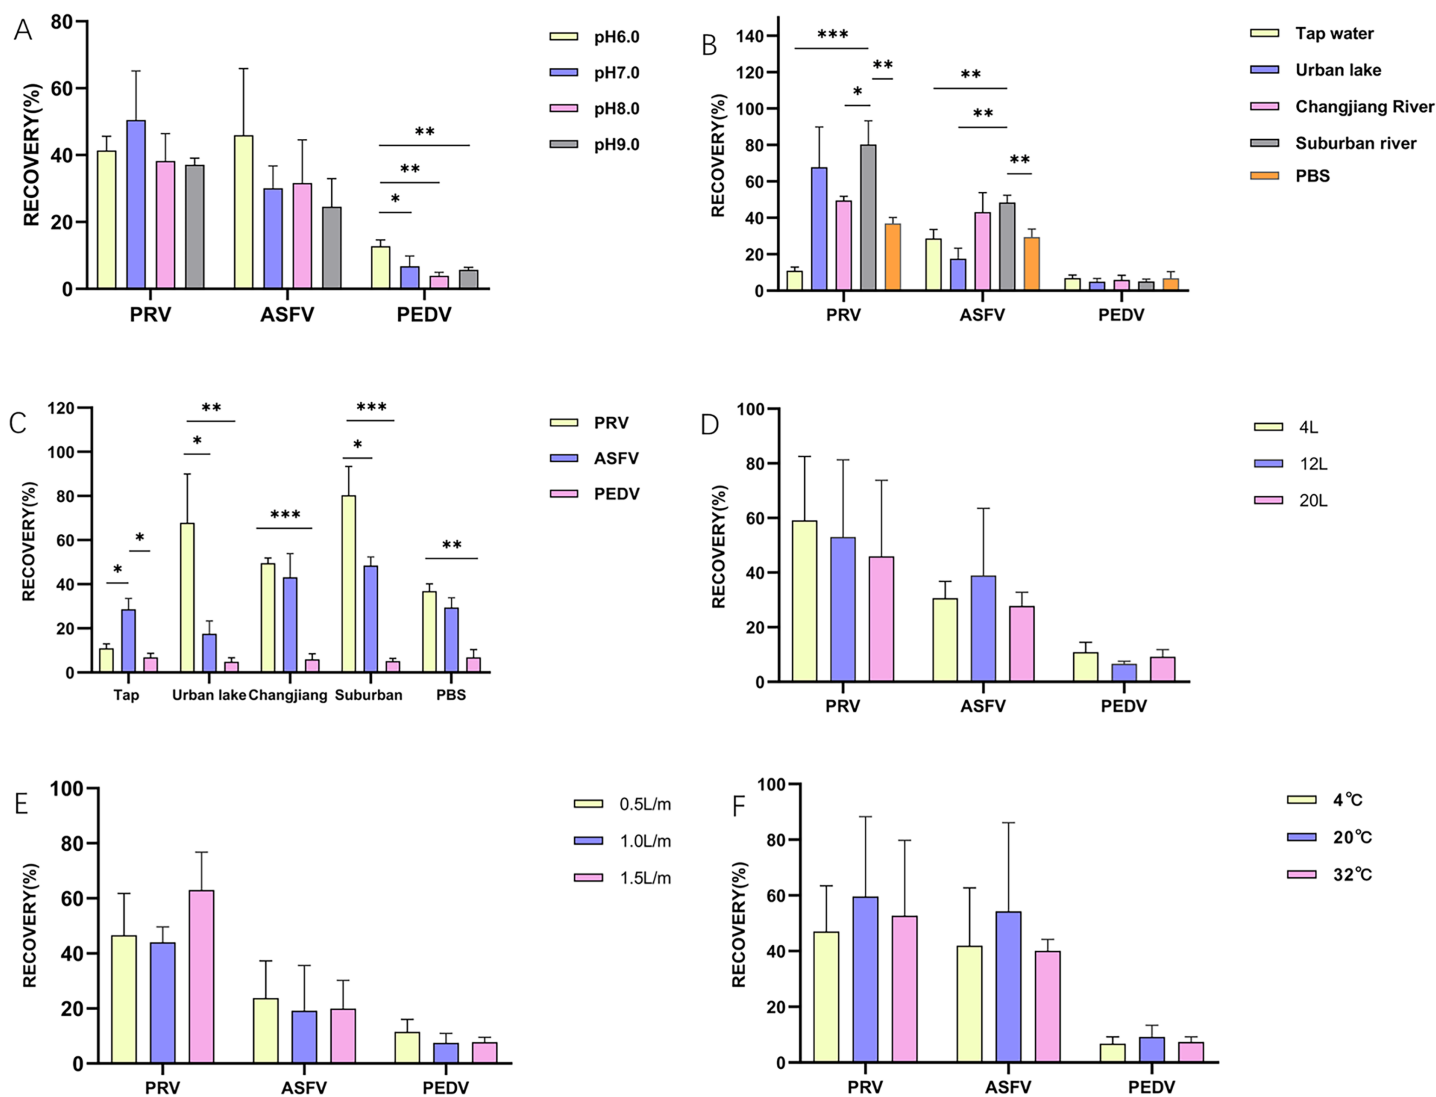 A
RECOVERY(%)
80
60
40
20
0
PRV ASFV PEDV
*
**
**
pH6.0
pH7.0
pH8.0
pH9.0
B
RECOVERY(%)
140
120
100
80
60
40
20
0
PRV ASFV PEDV
***
**
*
**
**
**
Tap water
Urban lake
Changjiang River
Suburban river
PBS
C
RECOVERY(%)
120
100
80
60
40
20
0
Tap Urban lake Changjiang Suburban PBS
*
*
**
*
***
***
*
**
PRV
ASFV
PEDV
D
RECOVERY(%)
100
80
60
40
20
0
PRV ASFV PEDV
4L
12L
20L
E
RECOVERY(%)
100
80
60
40
20
0
PRV ASFV PEDV
0.5L/m
1.0L/m
1.5L/m
F
RECOVERY(%)
100
80
60
40
20
0
PRV ASFV PEDV
4℃
20℃
32℃